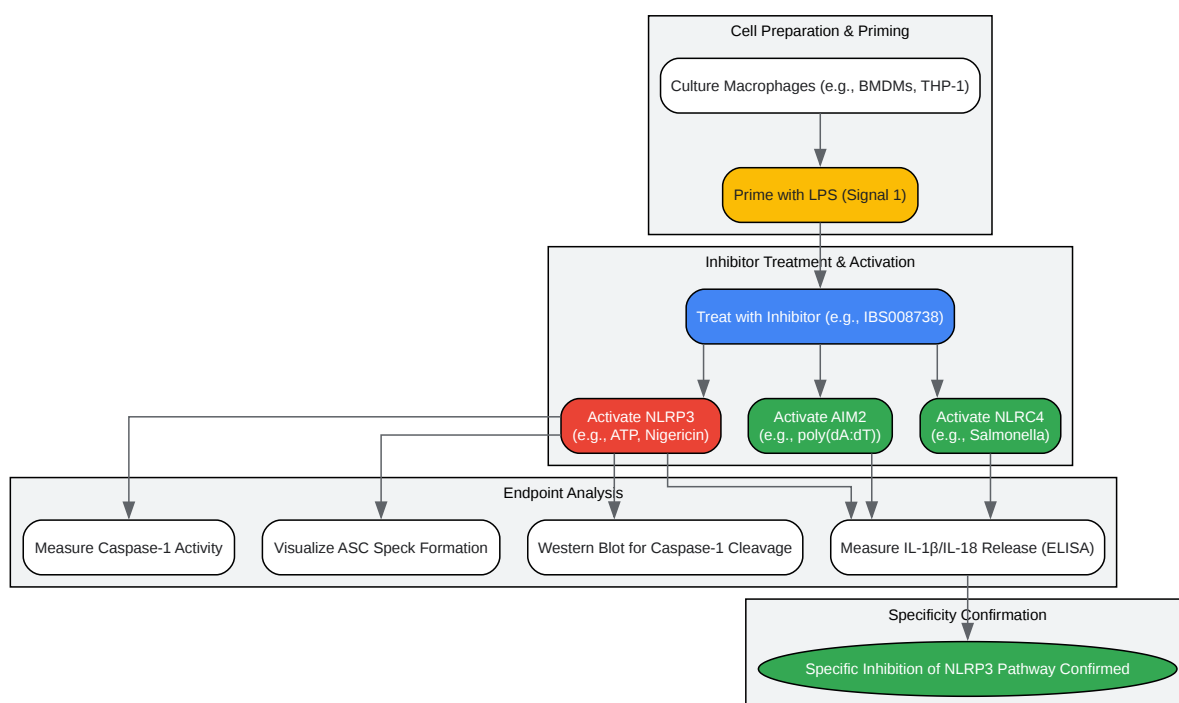 Cell Preparation & Priming
Culture Macrophages (e.g., BMDMs, THP-1)
Prime with LPS (Signal 1)
Inhibitor Treatment & Activation
Treat with Inhibitor (e.g., IBS008738)
Activate NLRP3
(e.g., ATP, Nigericin)
Activate AIM2
(e.g., poly(dA:dT))
Activate NLRC4
(e.g., Salmonella)
Endpoint Analysis
Measure Caspase-1 Activity
Visualize ASC Speck Formation
Western Blot for Caspase-1 Cleavage
Measure IL-1β/IL-18 Release (ELISA)
Specificity Confirmation
Specific Inhibition of NLRP3 Pathway Confirmed